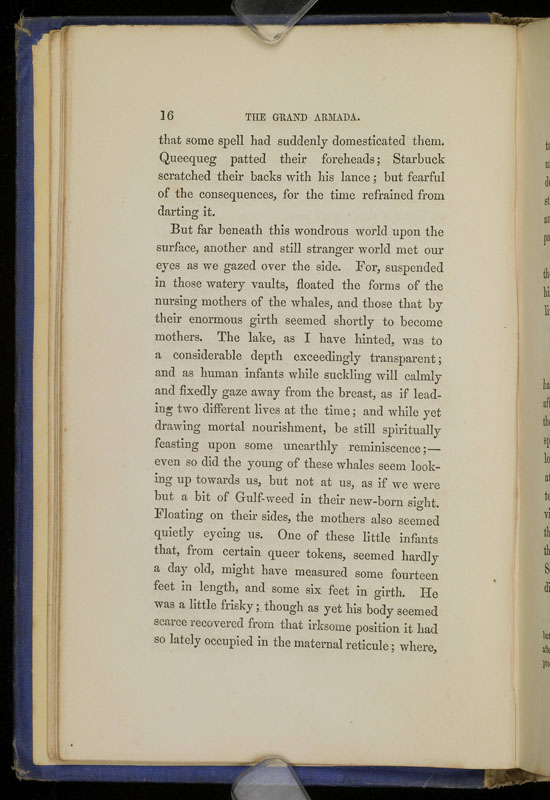 16 THE GRAND ARMADA.
that some spell had suddenly domesticated them.
Queequeg patted their foreheads; Starbuck
scratched their backs with his lance; but fearful
of the consequences, for the time refrained from
darting it.
But far beneath this wondrous world upon the
surface, another and still stranger world met our
eyes as we gazed over the side. For, suspended
in those watery vaults, floated the forms of the
nursing mothers of the whales, and those that by
their enormous girth seemed shortly to become
mothers. The lake, as I have hinted, was to
a considerable depth exceedingly transparent;
and as human infants while suckling will calmly
and fixedly gaze away from the breast, as if lead-
ing two different lives at the time; and while yet
drawing mortal nourishment, be still spiritually
feasting upon some unearthly reminiscence;—
even so did the young of these whales seem look-
ing up towards us, but not at us, as if we were
but a bit of Gulf-weed in their new-born sight.
Floating on their sides, the mothers also seemed
quietly eyeing us. One of these little infants
that, from certain queer tokens, seemed hardly
a day old, might have measured some fourteen
feet in length, and some six feet in girth. He
was a little frisky; though as yet his body seemed
scarce recovered from that irksome position it had
so lately occupied in the maternal reticule; where,